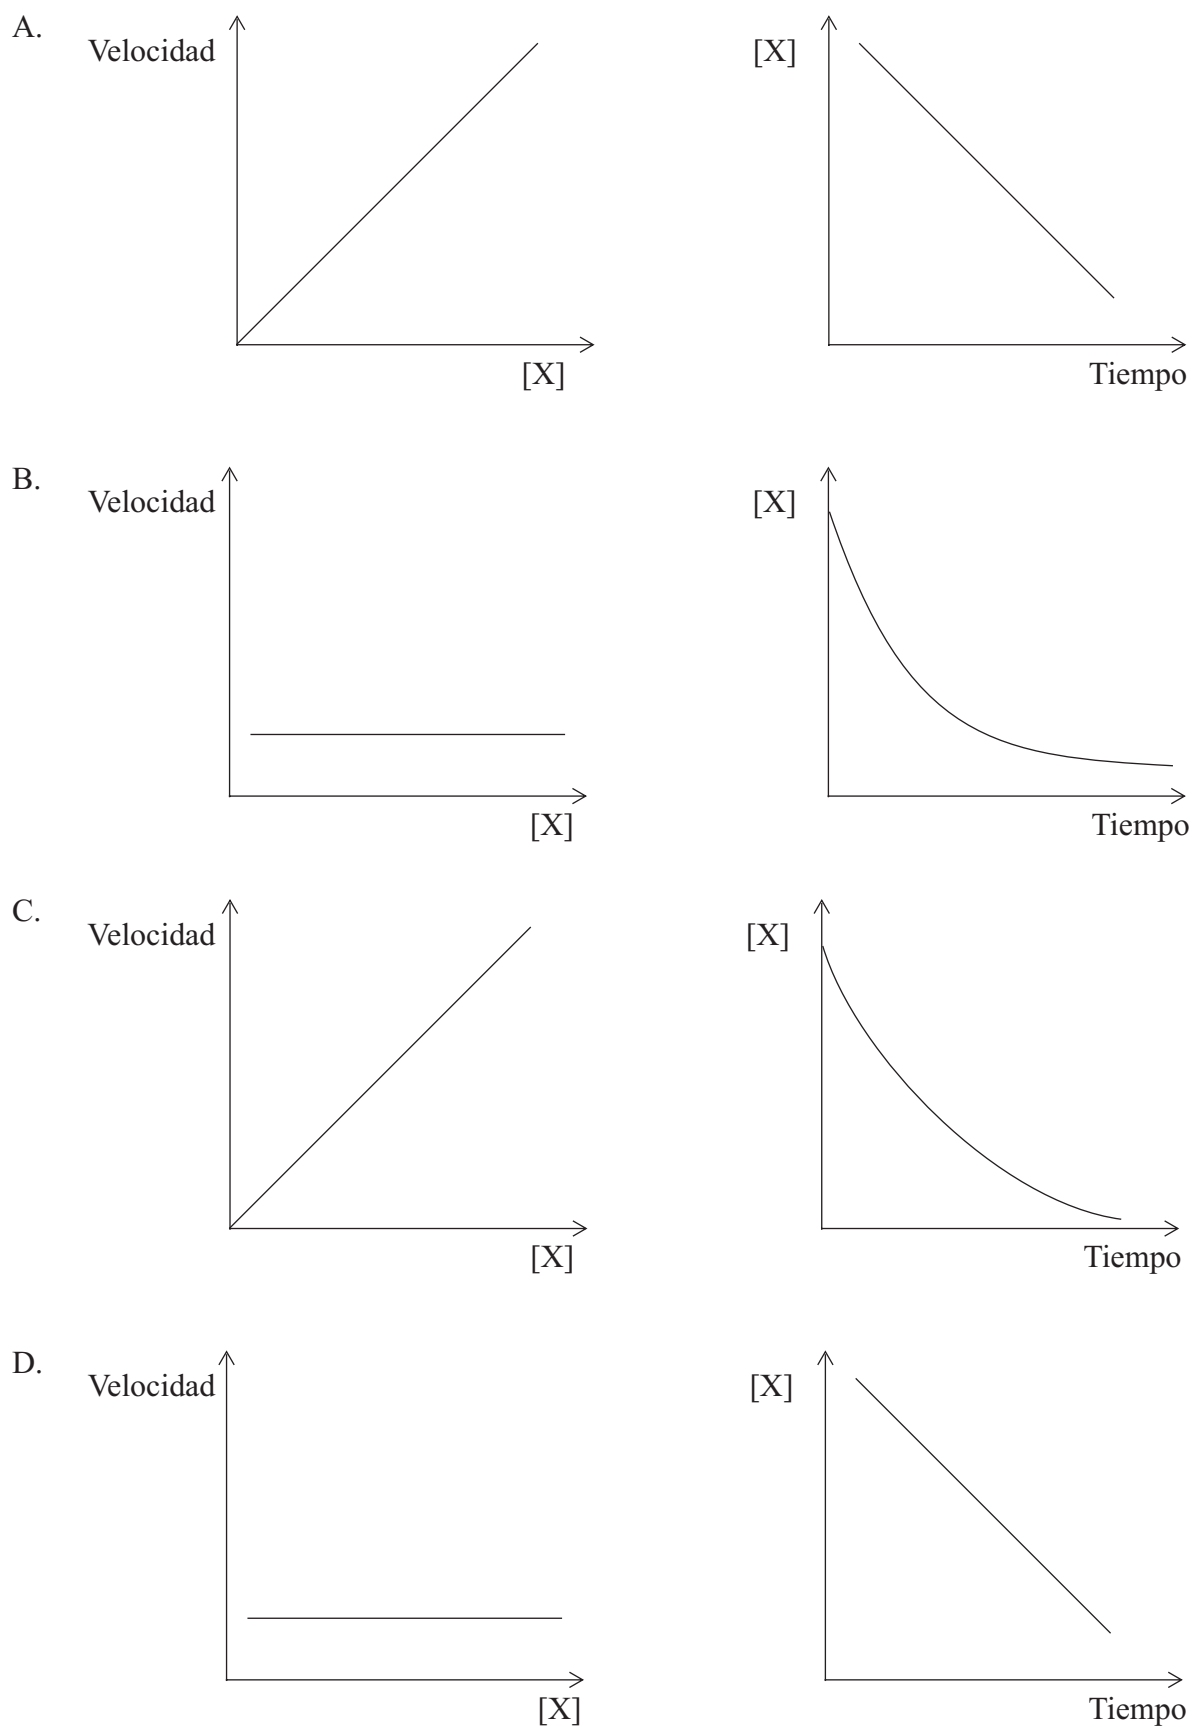 A.
Velocidad
[X]
[X]
Tiempo
B.
Velocidad
[X]
[X]
Tiempo
C.
Velocidad
[X]
[X]
Tiempo
D.
Velocidad
[X]
[X]
Tiempo